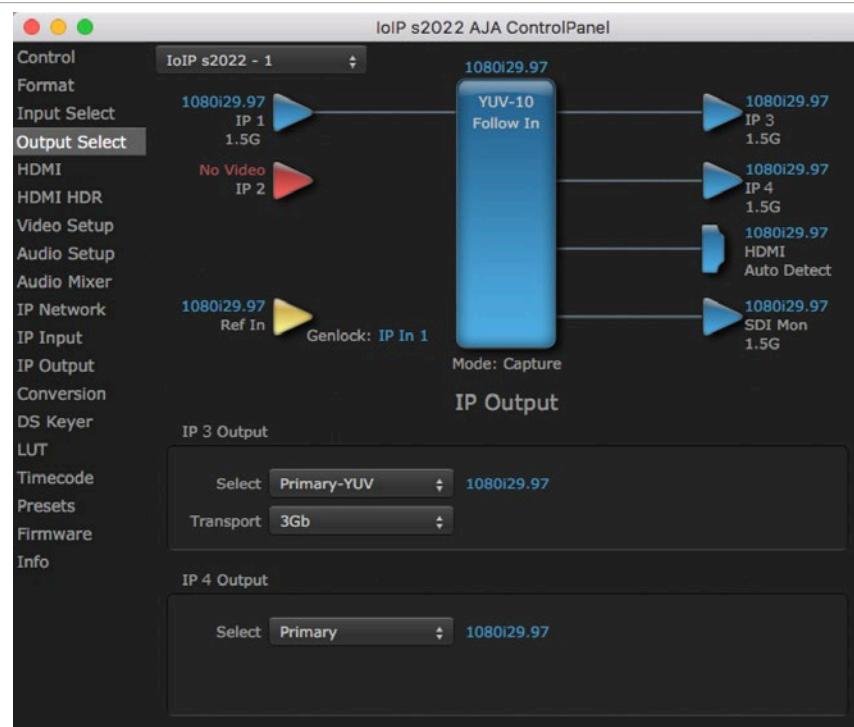 IoIP s2022 AJA ControlPanel
Control
Format
Input Select
Output Select
HDMI
HDMI HDR
Video Setup
Audio Setup
Audio Mixer
IP Network
IP Input
IP Output
Conversion
DS Keyer
LUT
Timecode
Presets
Firmware
Info
IoIP s2022 - 1
1080i29.97
1080i29.97
IP 1
1.5G
No Video
IP 2
1080i29.97
Ref In
Genlock: IP In 1
YUV-10
Follow In
Mode: Capture
1080i29.97
IP 3
1.5G
1080i29.97
IP 4
1.5G
1080i29.97
HDMI
Auto Detect
1080i29.97
SDI Mon
1.5G
IP Output
IP 3 Output
Select Primary-YUV 1080i29.97
Transport 3Gb
IP 4 Output
Select Primary 1080i29.97